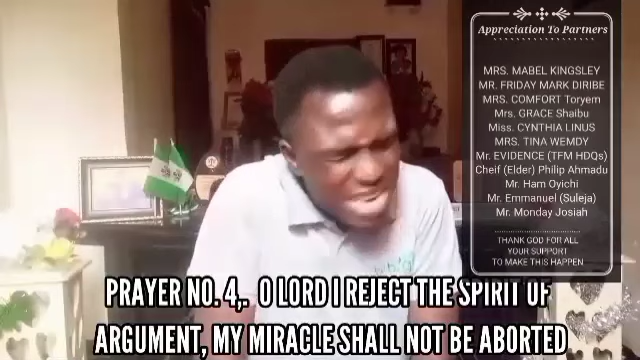 Appreciation To Partners
MRS. MABEL KINGSLEY
MR. FRIDAY MARK DIRIBE
MRS. COMFORT Toryem
Mrs. GRACE Shaibu
Miss. CYNTHIA LINUS
MRS. TINA WEMDY
Mr. EVIDENCE (TFM HDQs)
Cheif (Elder) Philip Ahmadu
Mr. Ham Oyichi
Mr. Emmanuel (Suleja)
Mr. Monday Josiah
THANK GOD FOR ALL
YOUR SUPPORT
TO MAKE THIS HAPPEN
PRAYER NO. 4,. O LORD I REJECT THE SPIRIT OF
ARGUMENT, MY MIRACLE SHALL NOT BE ABORTED